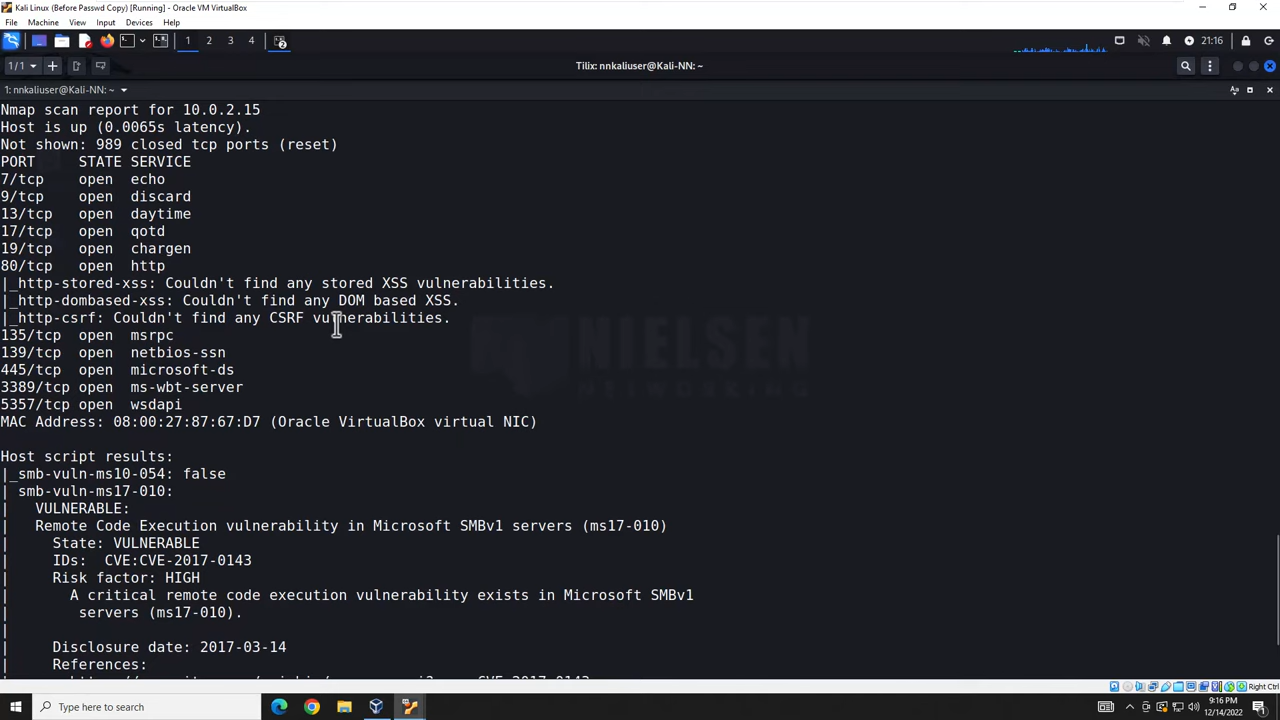 Kali Linux (Before Passwd Copy) [Running] - Oracle VM VirtualBox
File Machine View Input Devices Help
1 2 3 4 21:16
1/1 Tilix: nnkaliuser@Kali-NN: ~
1: nnkaliuser@Kali-NN: ~
Nmap scan report for 10.0.2.15
Host is up (0.0065s latency).
Not shown: 989 closed tcp ports (reset)
PORT STATE SERVICE
7/tcp open echo
9/tcp open discard
13/tcp open daytime
17/tcp open qotd
19/tcp open chargen
80/tcp open http
|_http-stored-xss: Couldn't find any stored XSS vulnerabilities.
|_http-dombased-xss: Couldn't find any DOM based XSS.
|_http-csrf: Couldn't find any CSRF vulnerabilities.
135/tcp open msrpc
139/tcp open netbios-ssn
445/tcp open microsoft-ds
3389/tcp open ms-wbt-server
5357/tcp open wsdapi
NIELSEN
NETWORKING
MAC Address: 08:00:27:87:67:D7 (Oracle VirtualBox virtual NIC)
Host script results:
|_smb-vuln-ms10-054: false
| smb-vuln-ms17-010:
| VULNERABLE:
| Remote Code Execution vulnerability in Microsoft SMBv1 servers (ms17-010)
| State: VULNERABLE
| IDs: CVE:CVE-2017-0143
| Risk factor: HIGH
| A critical remote code execution vulnerability exists in Microsoft SMBv1
| servers (ms17-010).
|
| Disclosure date: 2017-03-14
| References:
Right Ctrl
Type here to search
9:16 PM
12/14/2022